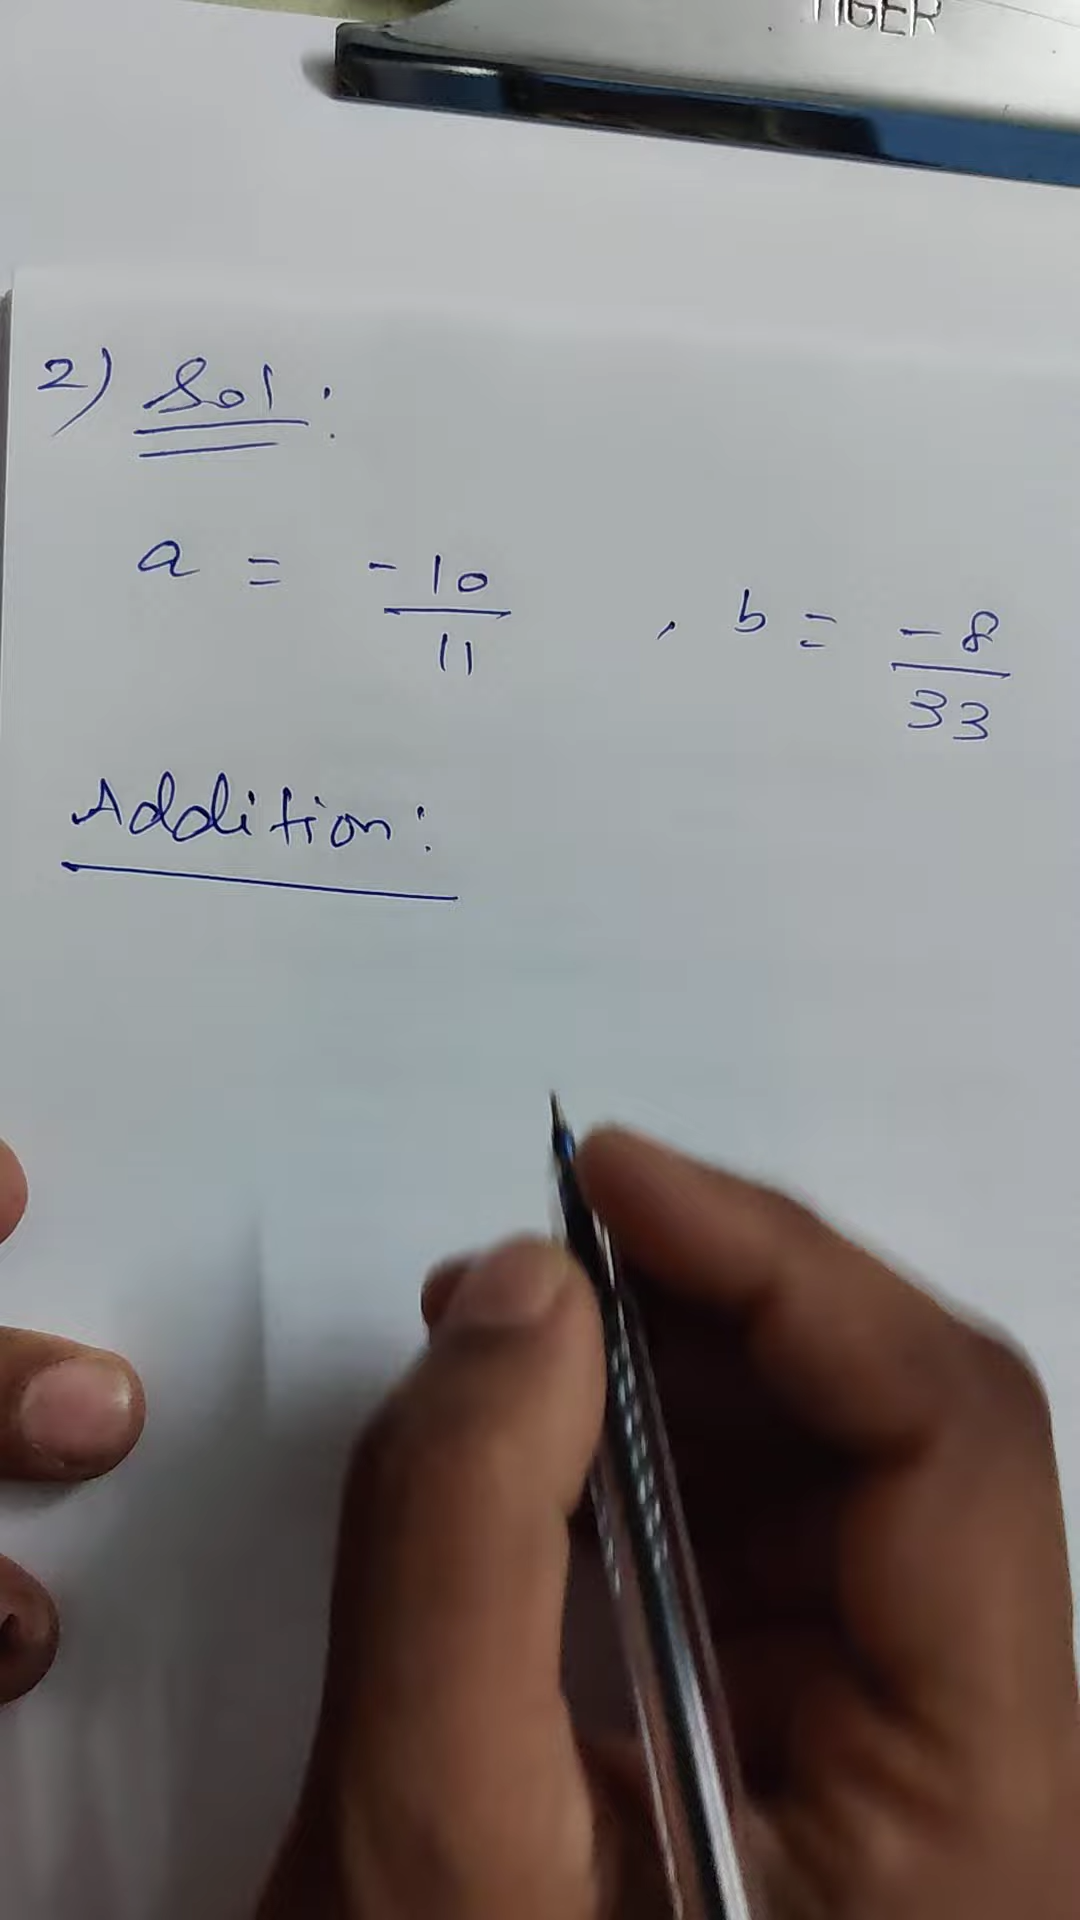 TIGER
2) Sol:
a = -10/11 , b = -8/33
Addition: